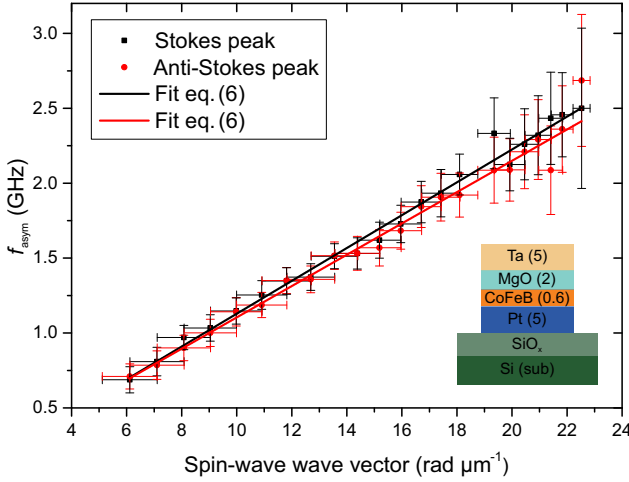 3.0
2.5
2.0
1.5
1.0
0.5
f_asym (GHz)
Stokes peak
Anti-Stokes peak
Fit eq. (6)
Fit eq. (6)
Ta (5)
MgO (2)
CoFeB (0.6)
Pt (5)
SiOₓ
Si (sub)
4 6 8 10 12 14 16 18 20 22 24
Spin-wave wave vector (rad µm⁻¹)